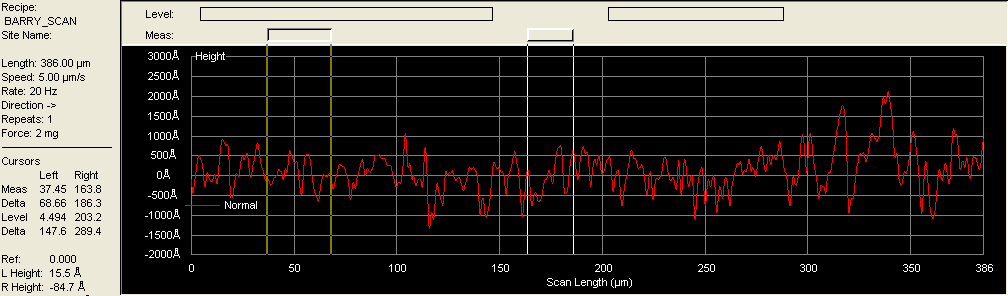 Recipe:
BARRY_SCAN
Site Name:
Length: 386.00 µm
Speed: 5.00 µm/s
Rate: 20 Hz
Direction ->
Repeats: 1
Force: 2 mg
Cursors
Left Right
Meas 37.45 163.8
Delta 68.66 186.3
Level 4.494 203.2
Delta 147.6 289.4
Ref: 0.000
L Height: 15.5 Å
R Height: -84.7 Å
Level:
Meas:
Height
3000Å
2500Å
2000Å
1500Å
1000Å
500Å
0Å
-500Å
-1000Å
-1500Å
-2000Å
Normal
0 50 100 150 200 250 300 350 386
Scan Length (µm)